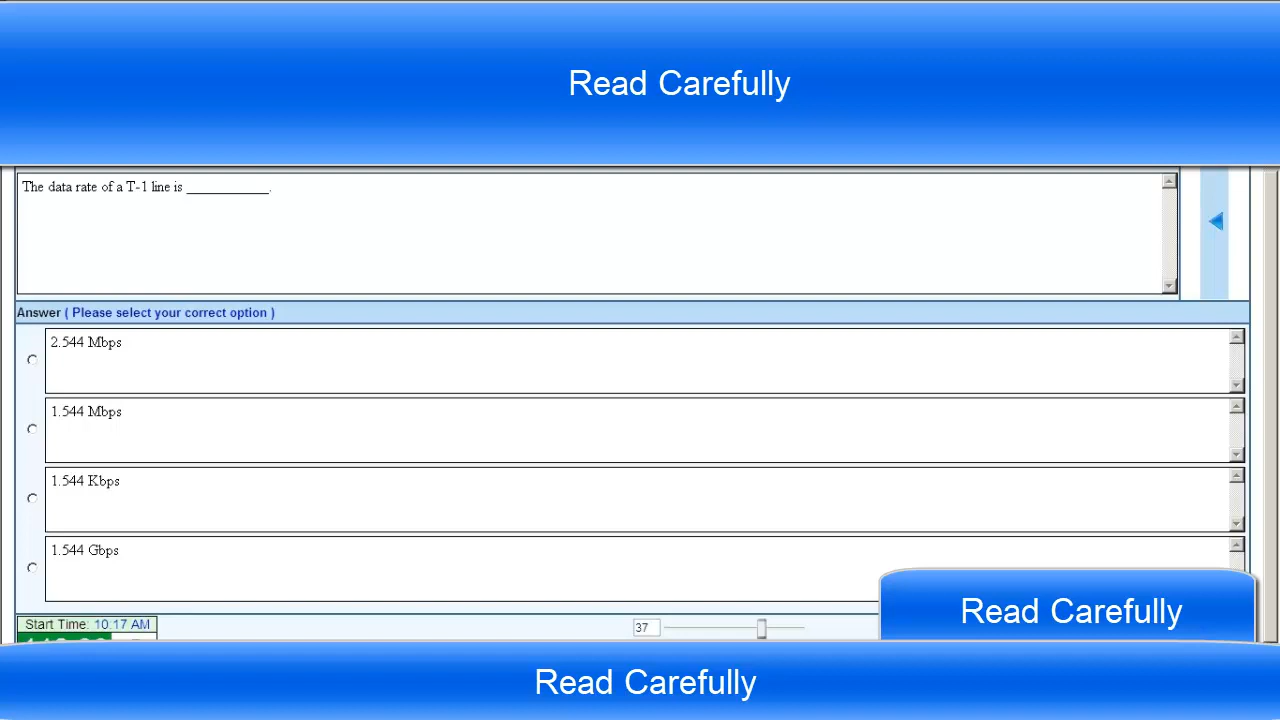 Read Carefully
The data rate of a T-1 line is ____________.
Answer ( Please select your correct option )
2.544 Mbps
1.544 Mbps
1.544 Kbps
1.544 Gbps
Read Carefully
Start Time: 10.17 AM
37
Read Carefully